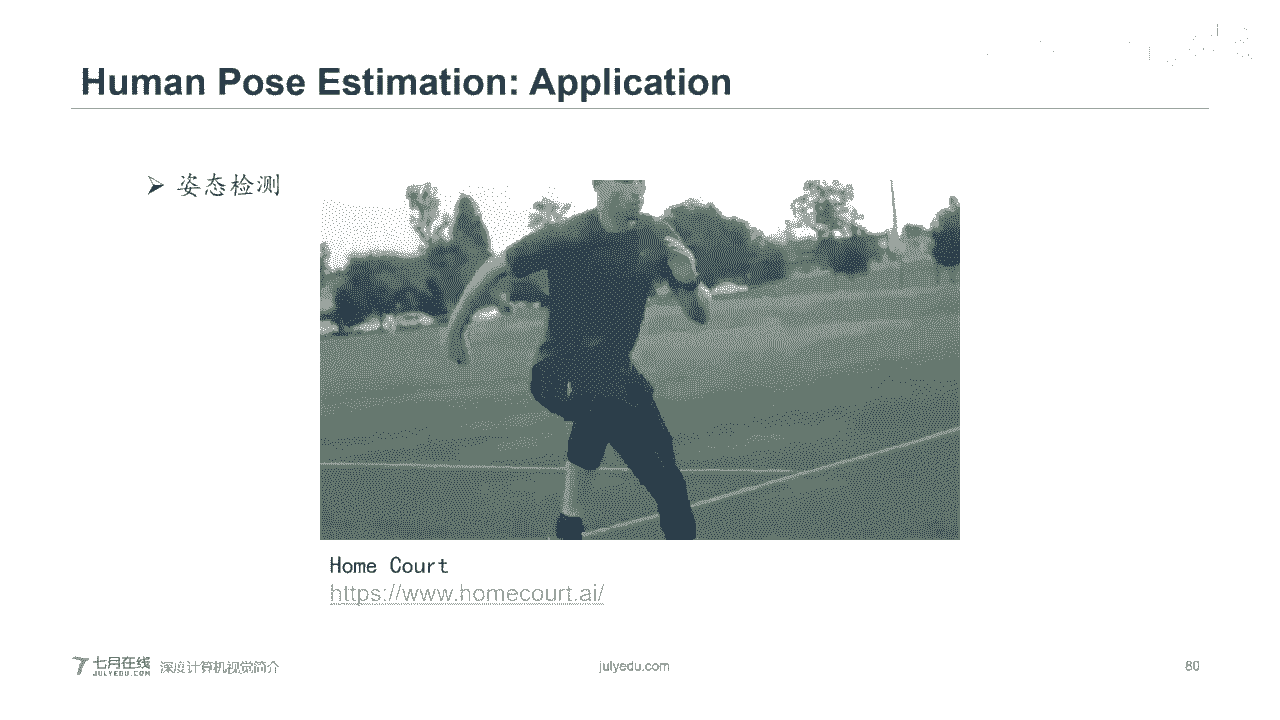 Human Pose Estimation: Application
➢ 姿态检测
Home Court
https://www.homecourt.ai/
七月在线
JULYEDU.COM
深度计算机视觉简介
julyedu.com
80